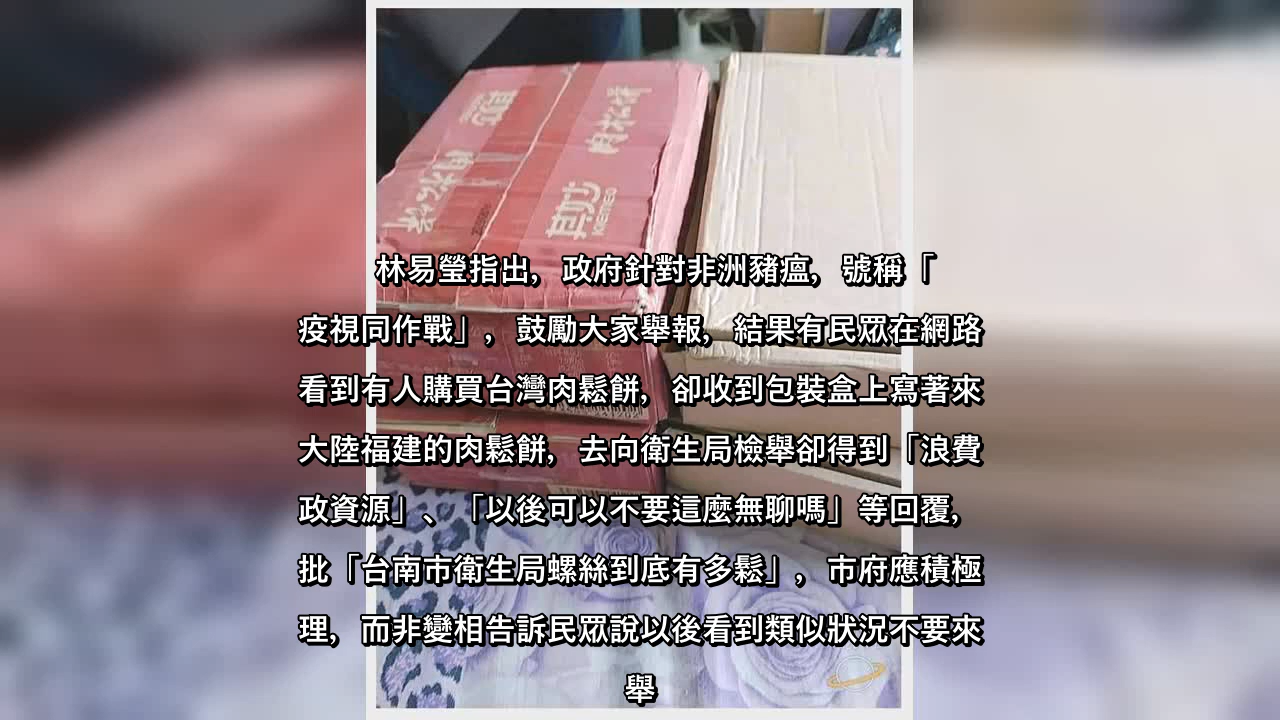 其妙
KIEMEO
肉松饼
林易瑩指出，政府針對非洲豬瘟，號稱「
疫視同作戰」，鼓勵大家舉報，結果有民眾在網路
看到有人購買台灣肉鬆餅，卻收到包裝盒上寫著來
大陸福建的肉鬆餅，去向衛生局檢舉卻得到「浪費
政資源」、「以後可以不要這麼無聊嗎」等回覆，
批「台南市衛生局螺絲到底有多鬆」，市府應積極
理，而非變相告訴民眾說以後看到類似狀況不要來
舉